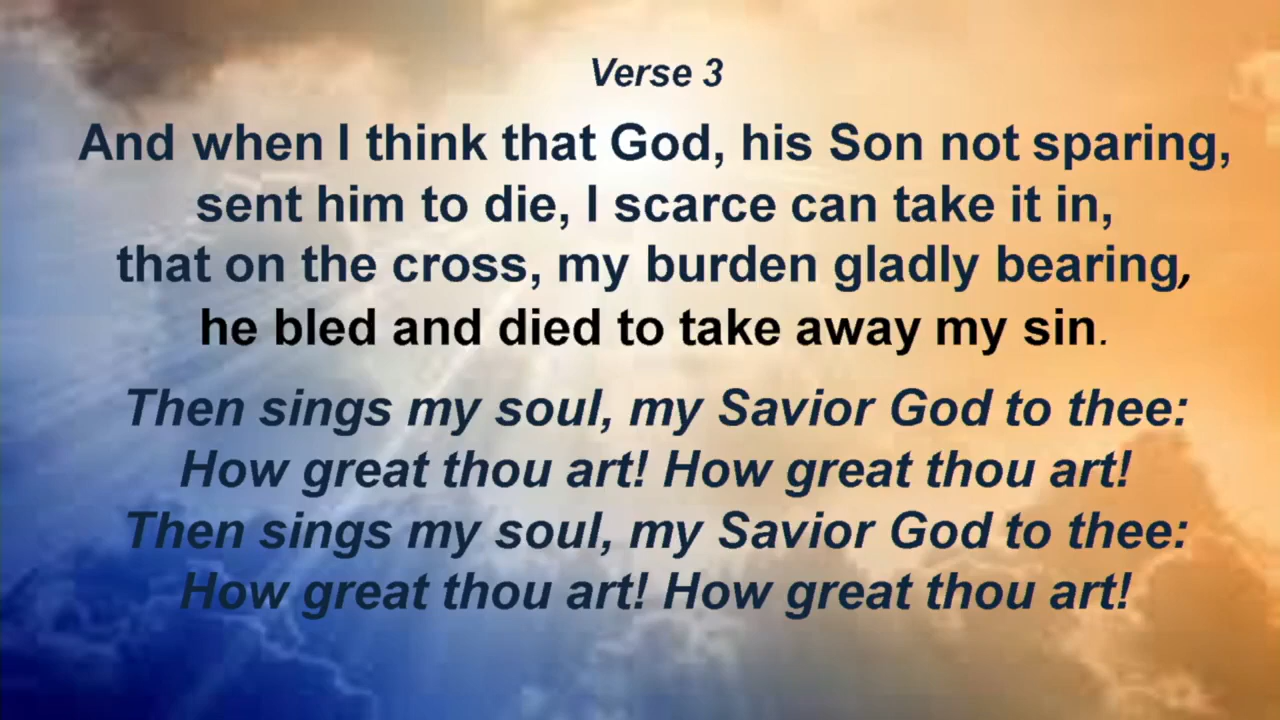 Verse 3
And when I think that God, his Son not sparing,
sent him to die, I scarce can take it in,
that on the cross, my burden gladly bearing,
he bled and died to take away my sin.
Then sings my soul, my Savior God to thee:
How great thou art! How great thou art!
Then sings my soul, my Savior God to thee:
How great thou art! How great thou art!